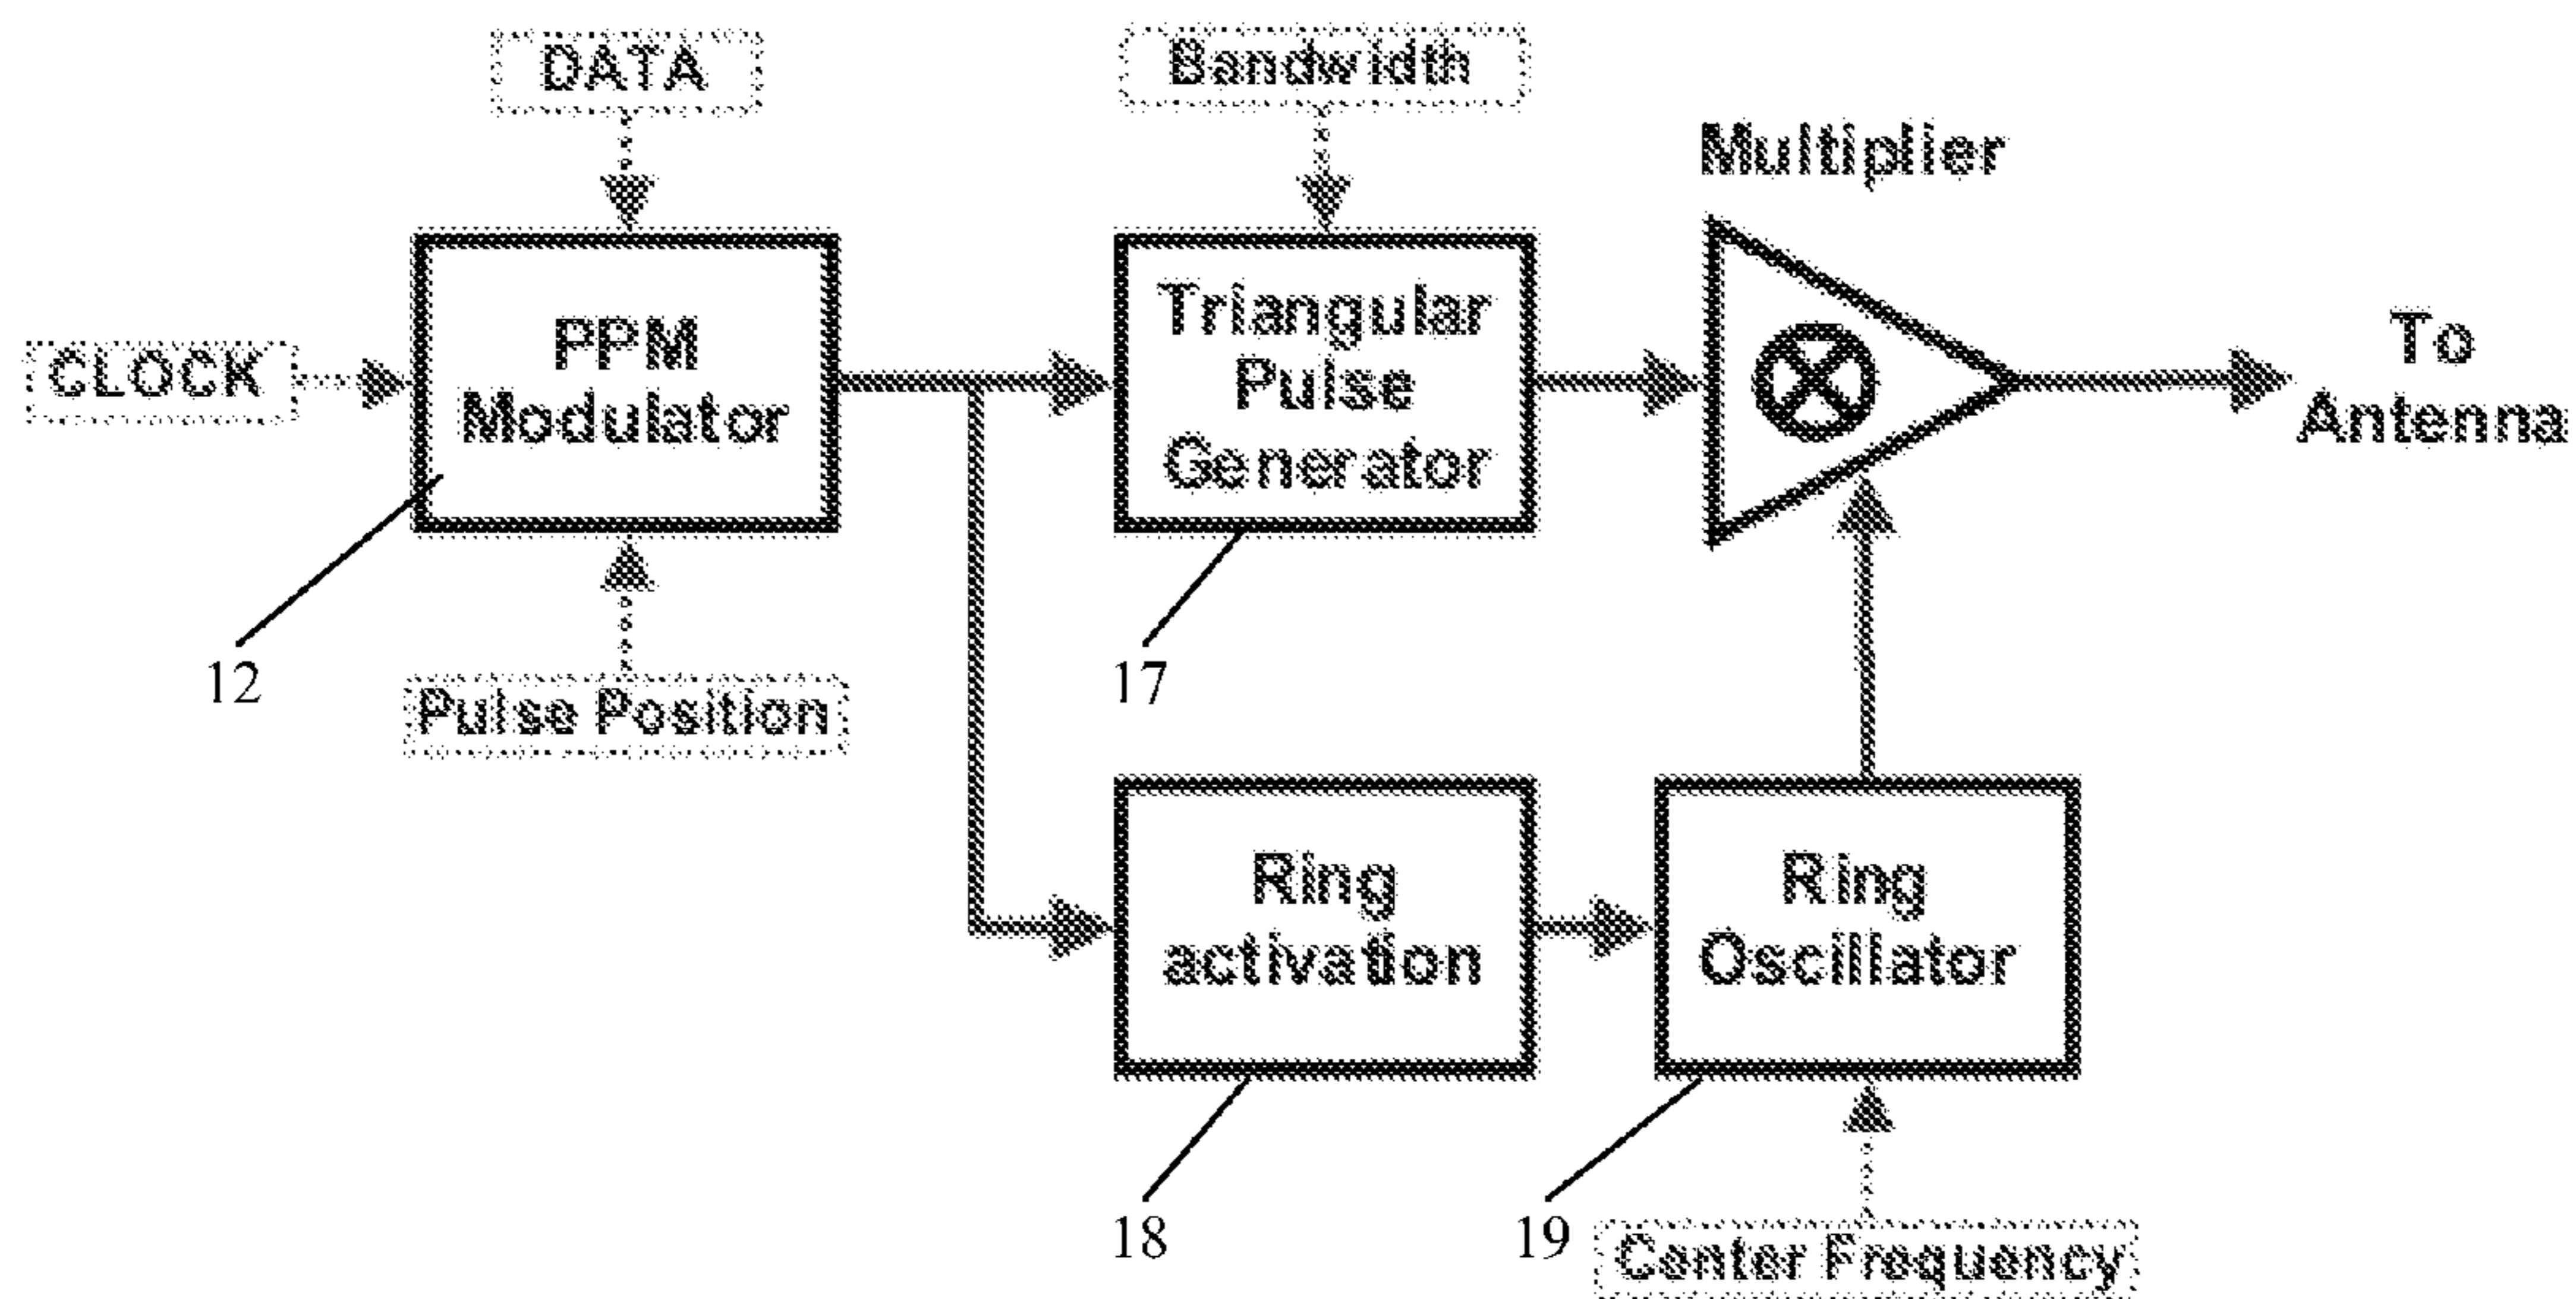 DATA
Bandwidth
Multiplier
CLOCK
PPM
Modulator
Triangular
Pulse
Generator
To
Antenna
12
Pulse Position
17
Ring
activation
Ring
Oscillator
18
19
Center Frequency